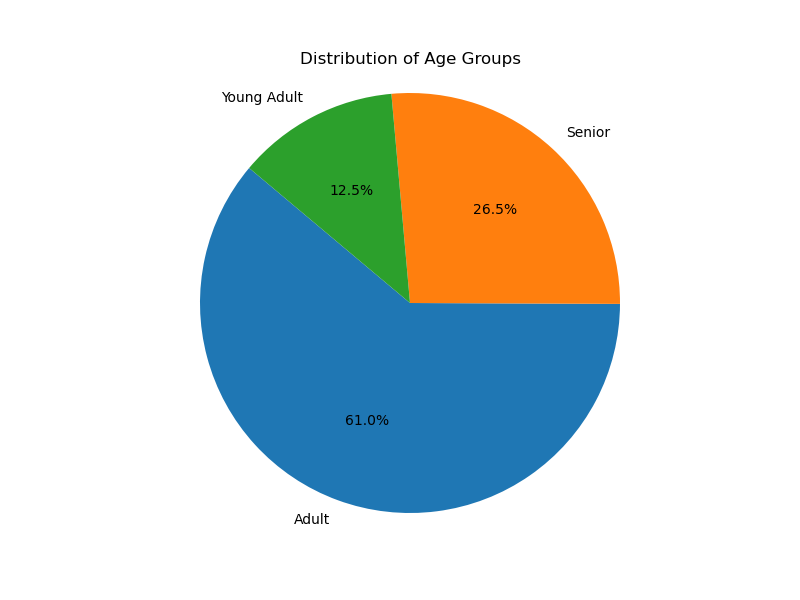 Distribution of Age Groups
Young Adult
Senior
12.5%
26.5%
61.0%
Adult